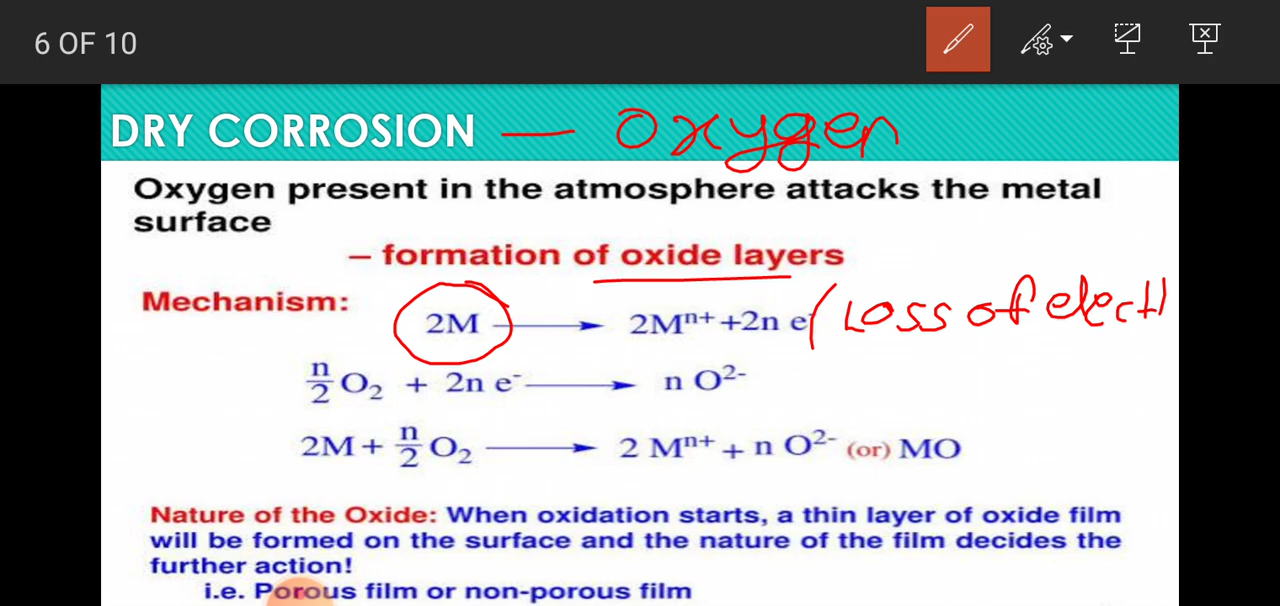 6 OF 10
DRY CORROSION — Oxygen
Oxygen present in the atmosphere attacks the metal
surface
– formation of oxide layers
Mechanism:
2M → 2Mⁿ⁺ +2n e (Loss of elect
n/2 O₂ + 2n e⁻ → n O²⁻
2M + n/2 O₂ → 2 Mⁿ⁺ + n O²⁻ (or) MO
Nature of the Oxide: When oxidation starts, a thin layer of oxide film
will be formed on the surface and the nature of the film decides the
further action!
i.e. Porous film or non-porous film